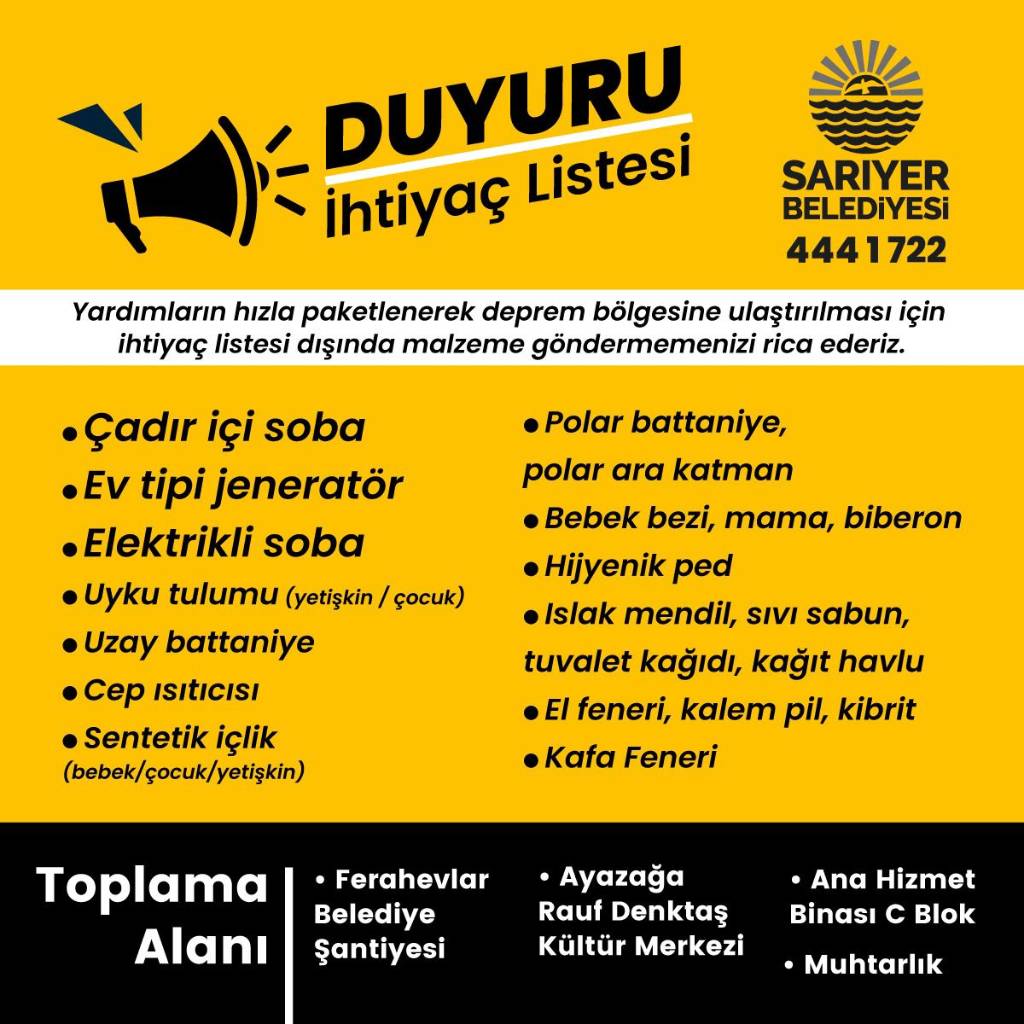 DUYURU
İhtiyaç Listesi
SARIYER
BELEDİYESİ
444 1 722
Yardımların hızla paketlenerek deprem bölgesine ulaştırılması için
ihtiyaç listesi dışında malzeme göndermemenizi rica ederiz.
• Çadır içi soba
• Ev tipi jeneratör
• Elektrikli soba
• Uyku tulumu (yetişkin / çocuk)
• Uzay battaniye
• Cep ısıtıcısı
• Sentetik içlik
(bebek/çocuk/yetişkin)
• Polar battaniye,
polar ara katman
• Bebek bezi, mama, biberon
• Hijyenik ped
• Islak mendil, sıvı sabun,
tuvalet kağıdı, kağıt havlu
• El feneri, kalem pil, kibrit
• Kafa Feneri
Toplama
Alanı
• Ferahevlar
Belediye
Şantiyesi
• Ayazağa
Rauf Denktaş
Kültür Merkezi
• Ana Hizmet
Binası C Blok
• Muhtarlık